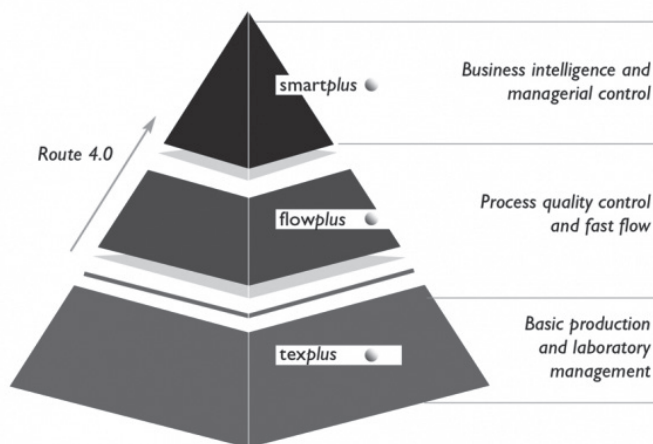 smartplus
Business intelligence and
managerial control
Route 4.0
flowplus
Process quality control
and fast flow
texplus
Basic production
and laboratory
management